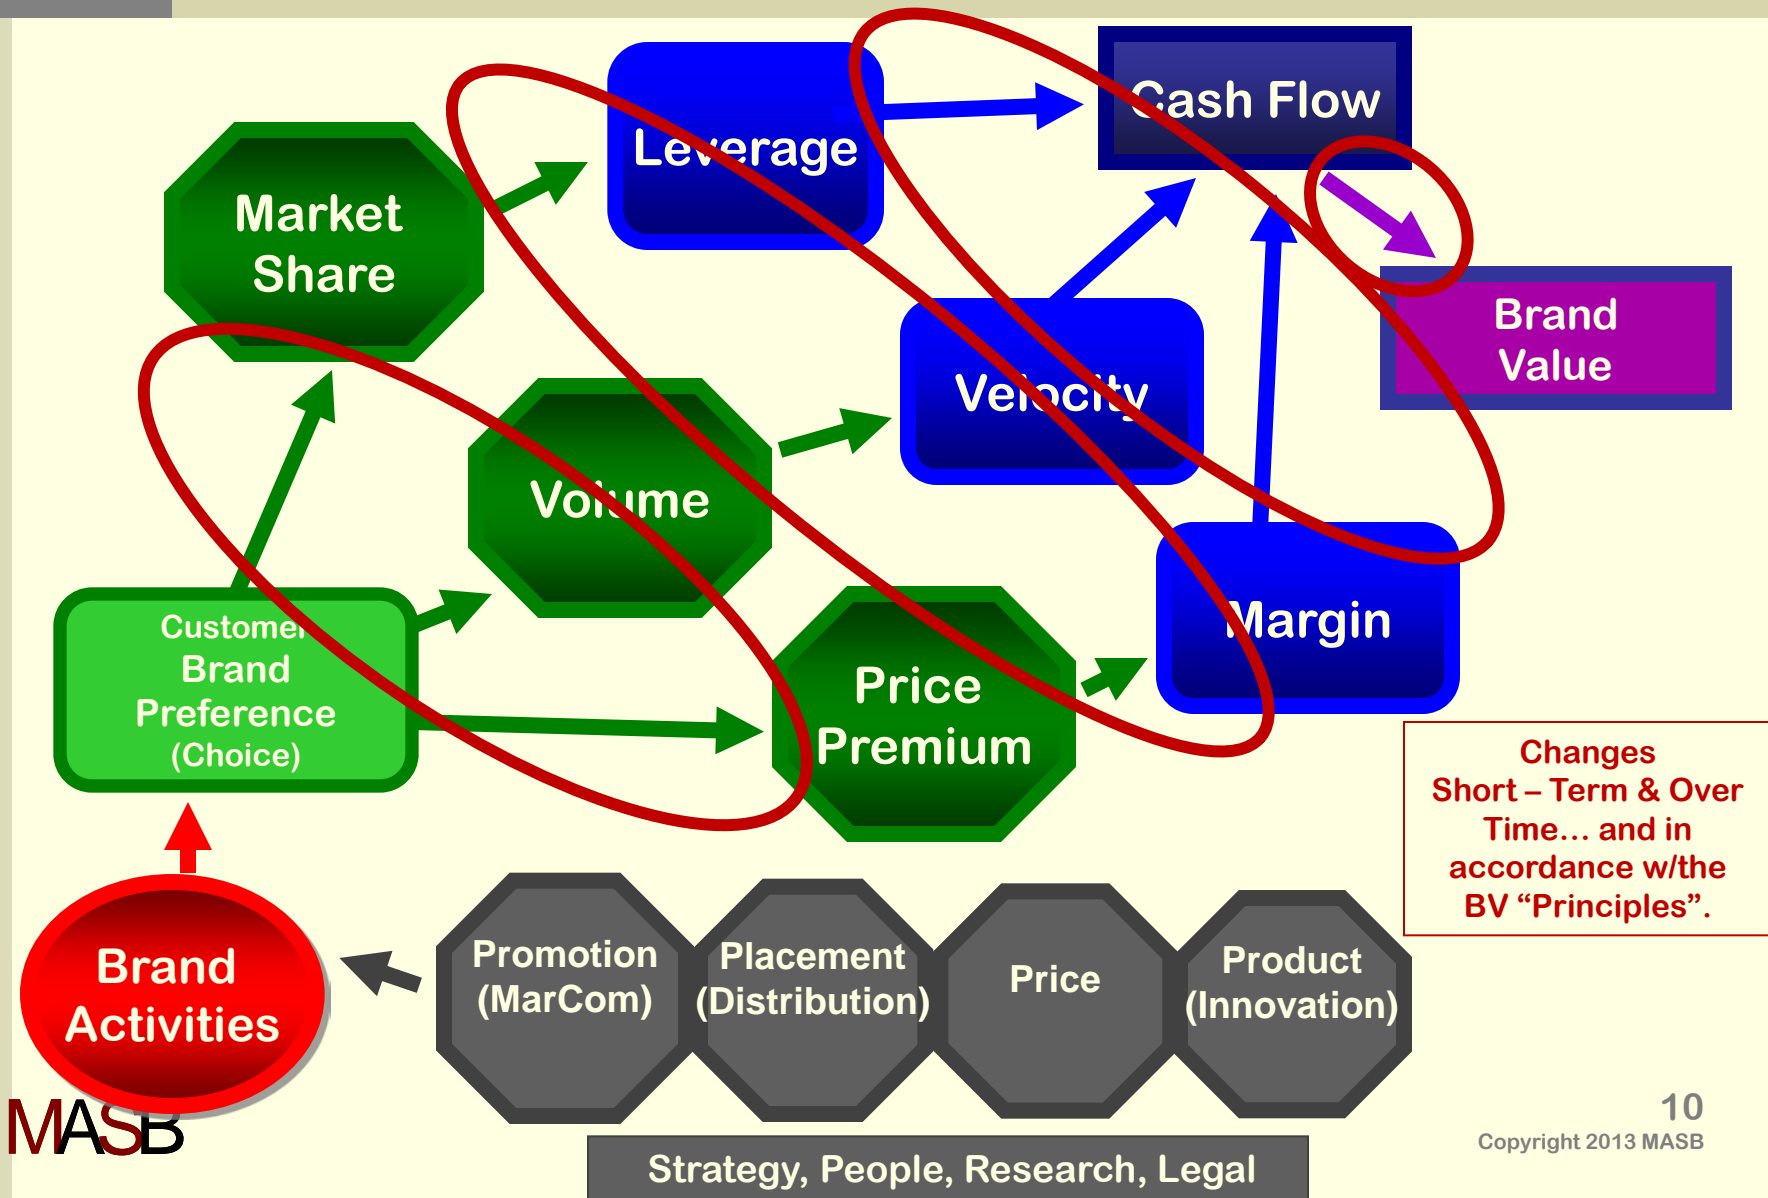 Cash Flow
Leverage
Market
Share
Brand
Value
Velocity
Volume
Margin
Customer
Brand
Preference
(Choice)
Price
Premium
Changes
Short – Term & Over
Time… and in
accordance w/the
BV “Principles”.
Brand
Activities
Promotion
(MarCom)
Placement
(Distribution)
Price
Product
(Innovation)
MASB
Strategy, People, Research, Legal
10
Copyright 2013 MASB